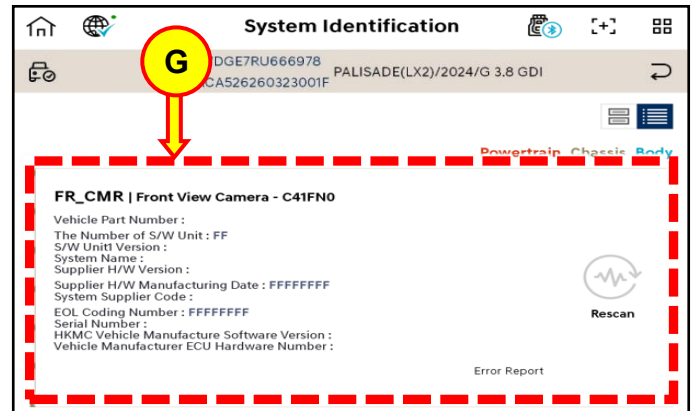 System Identification
G
DGE7RU666978
CA526260323001F
PALISADE(LX2)/2024/G 3.8 GDI
Powertrain Chassis Body
FR_CMR | Front View Camera - C41FN0
Vehicle Part Number :
The Number of S/W Unit : FF
S/W Unit1 Version :
System Name :
Supplier H/W Version :
Supplier H/W Manufacturing Date : FFFFFFFF
System Supplier Code :
EOL Coding Number : FFFFFFFF
Serial Number :
HKMC Vehicle Manufacture Software Version :
Vehicle Manufacturer ECU Hardware Number :
Rescan
Error Report